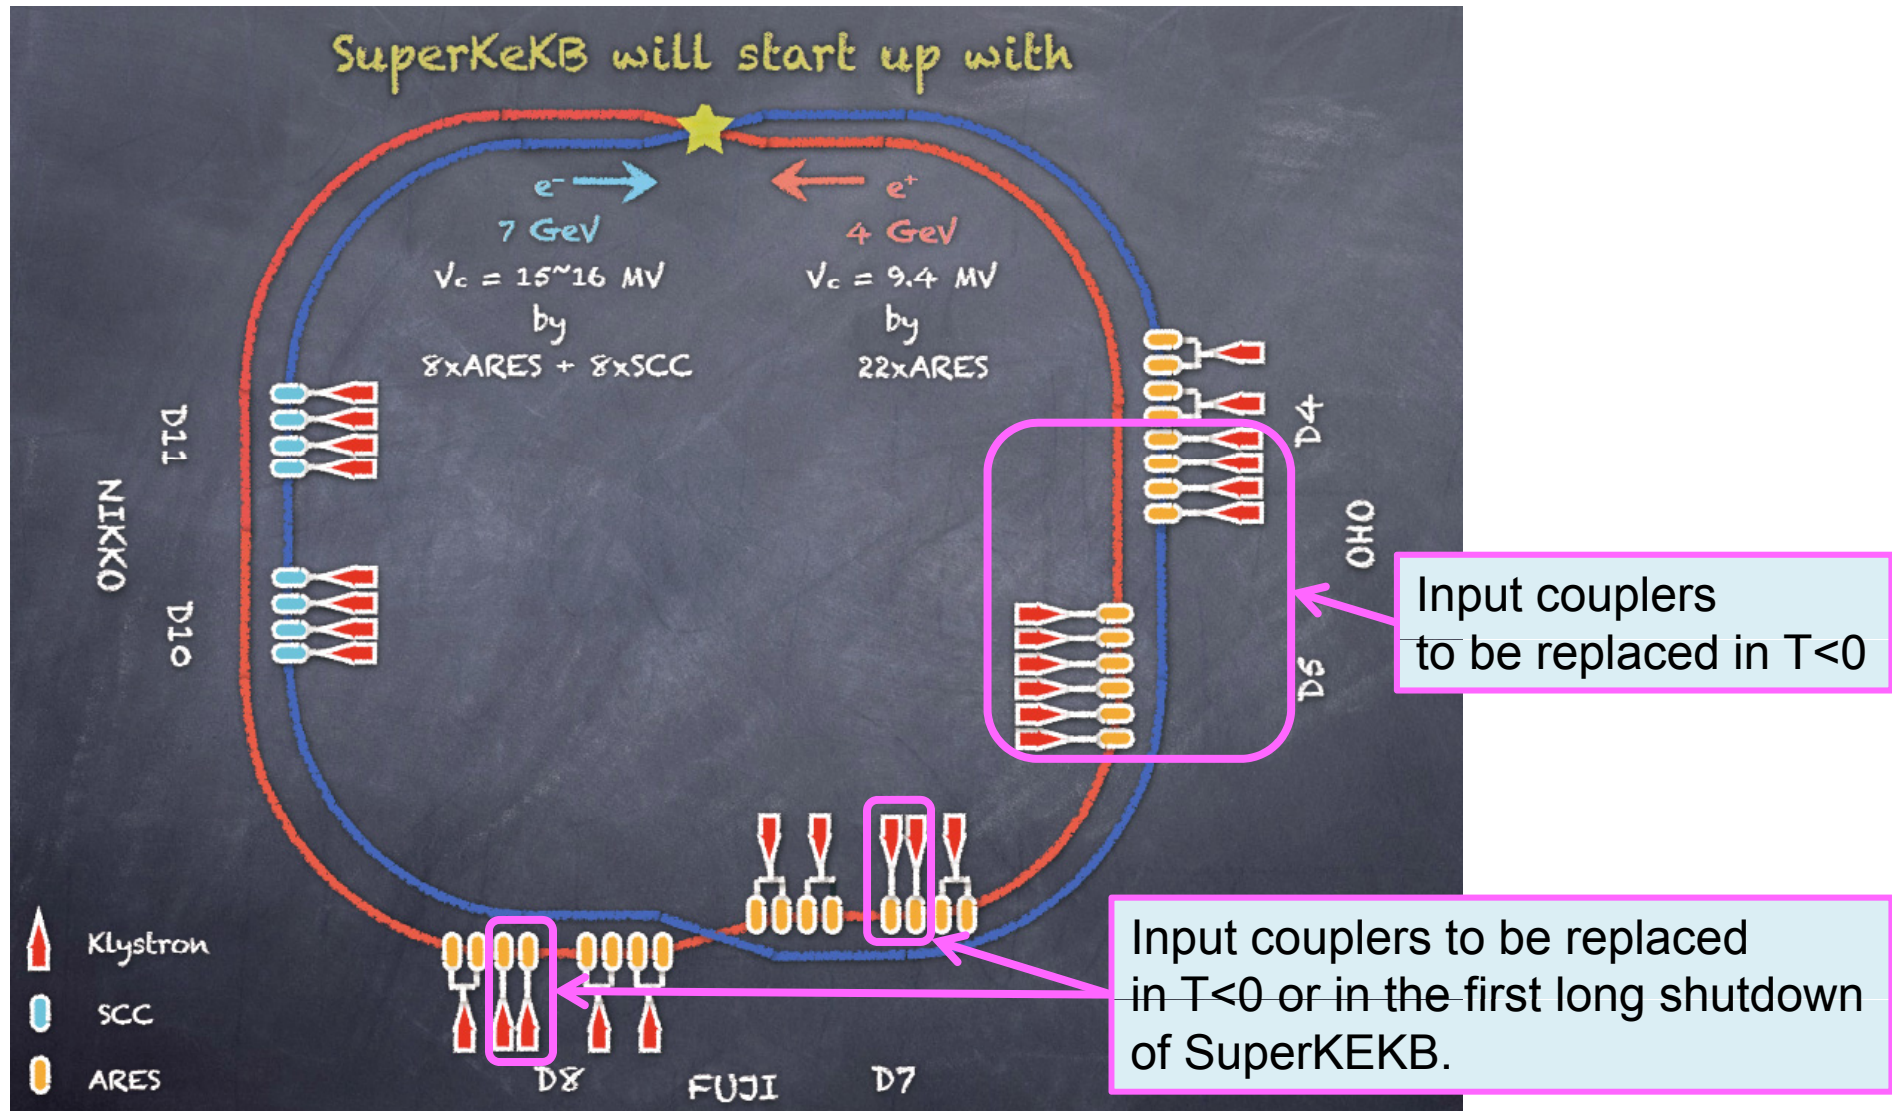 SuperKeKB will start up with
e⁻
e⁺
7 GeV
4 GeV
Vc = 15~16 MV
Vc = 9.4 MV
by
by
8xARES + 8xSCC
22xARES
D11
NIKKO
D10
D4
OHO
D5
Input couplers
to be replaced in T<0
Input couplers to be replaced
in T<0 or in the first long shutdown
of SuperKEKB.
Klystron
SCC
ARES
D8
FUJI
D7